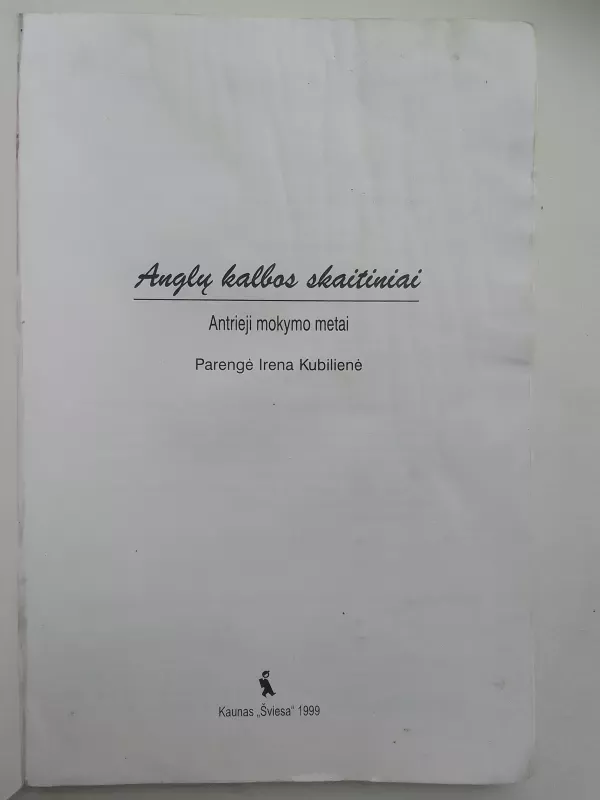 Anglų kalbos skaitiniai
Antrieji mokymo metai
Parengė Irena Kubilienė
Kaunas „Šviesa“ 1999